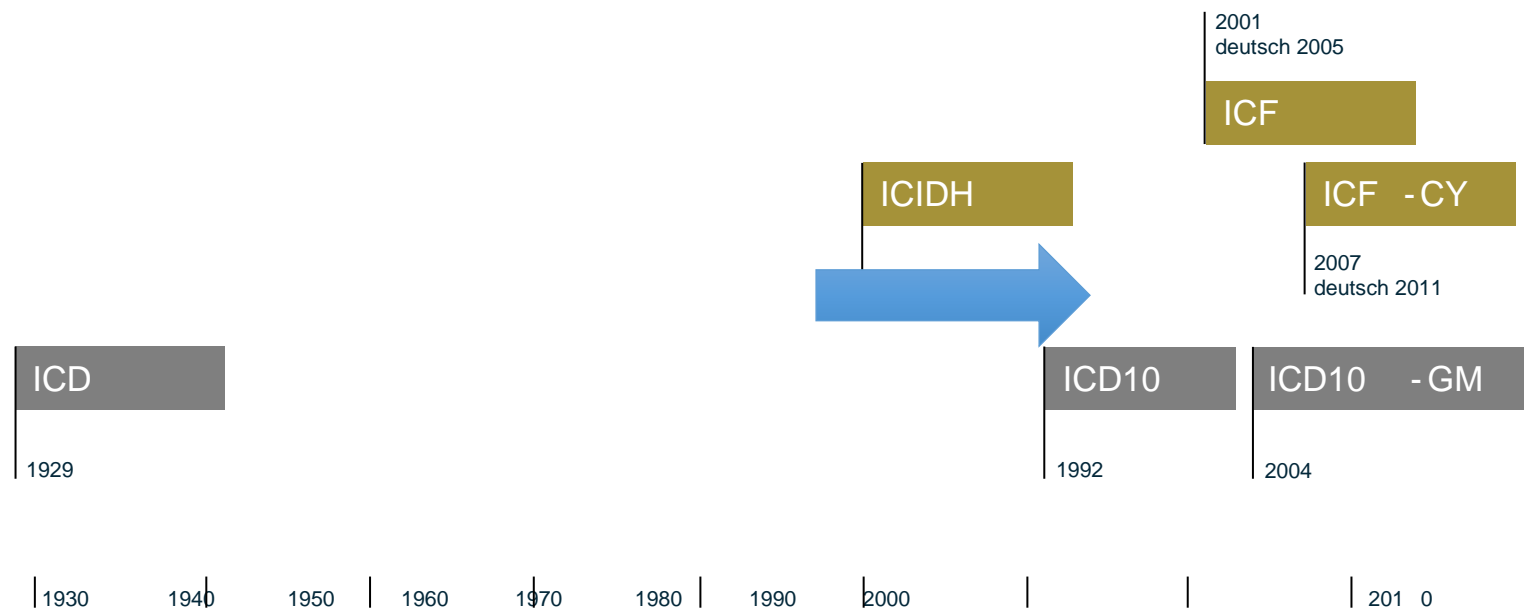 2001
deutsch 2005
ICF
ICIDH
ICF - CY
2007
deutsch 2011
ICD
ICD10
ICD10 - GM
1929
1992
2004
1930 1940 1950 1960 1970 1980 1990 2000 201 0